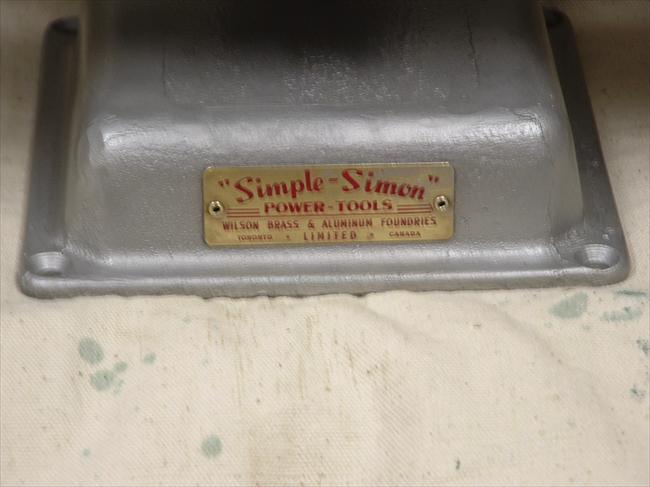 "Simple-Simon"
POWER-TOOLS
WILSON BRASS & ALUMINUM FOUNDRIES
TORONTO • LIMITED • CANADA